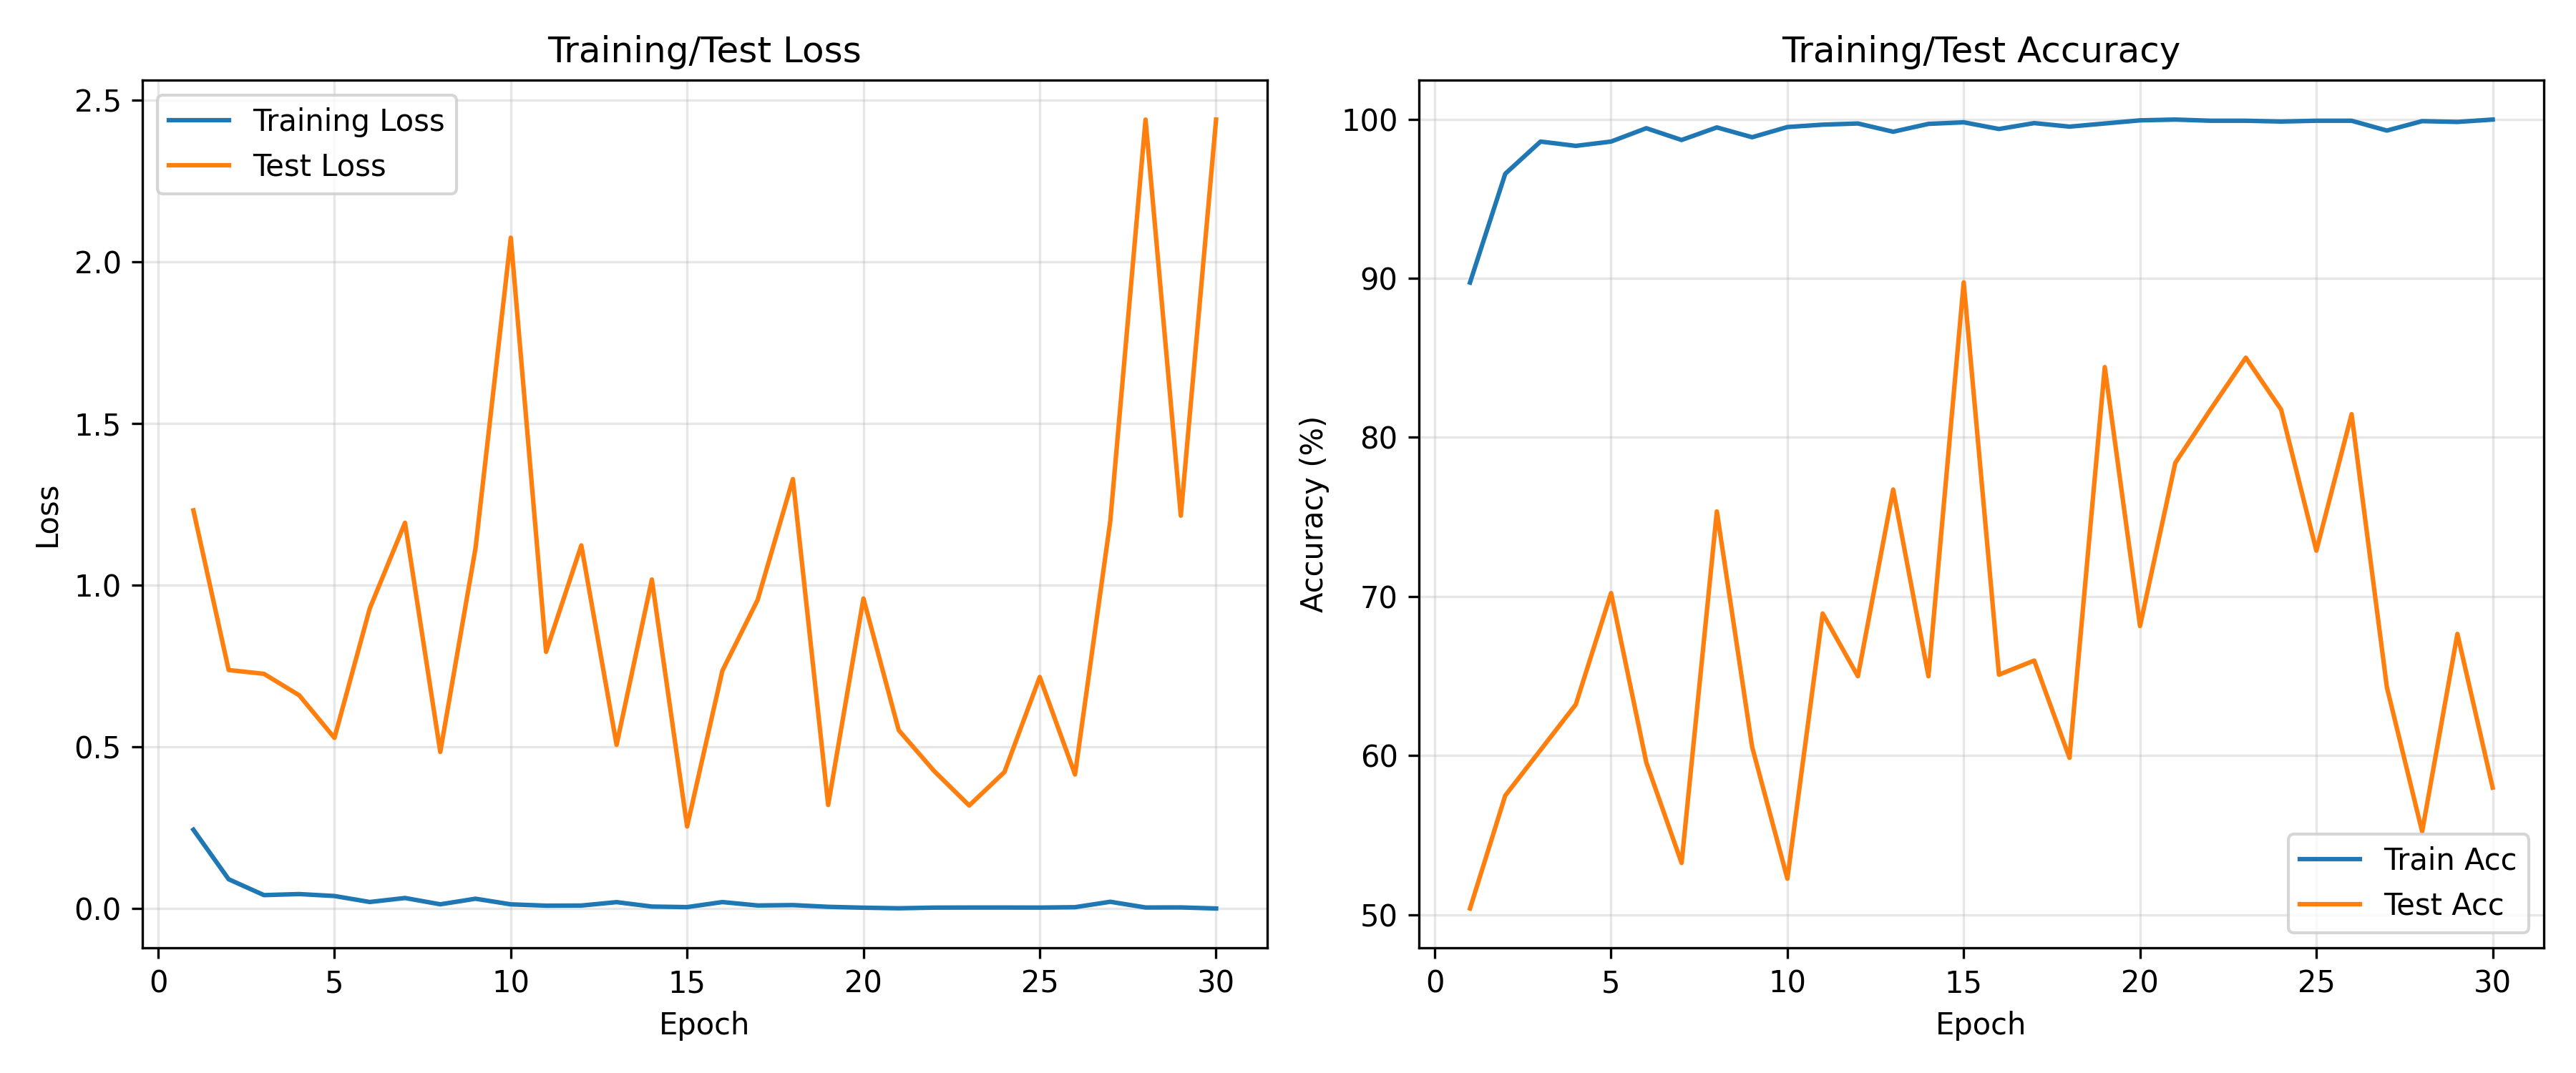 Training/Test Loss
Training Loss
Test Loss
2.5
2.0
1.5
1.0
0.5
0.0
Loss
0 5 10 15 20 25 30
Epoch
Training/Test Accuracy
100
90
80
70
60
50
Accuracy (%)
Train Acc
Test Acc
0 5 10 15 20 25 30
Epoch